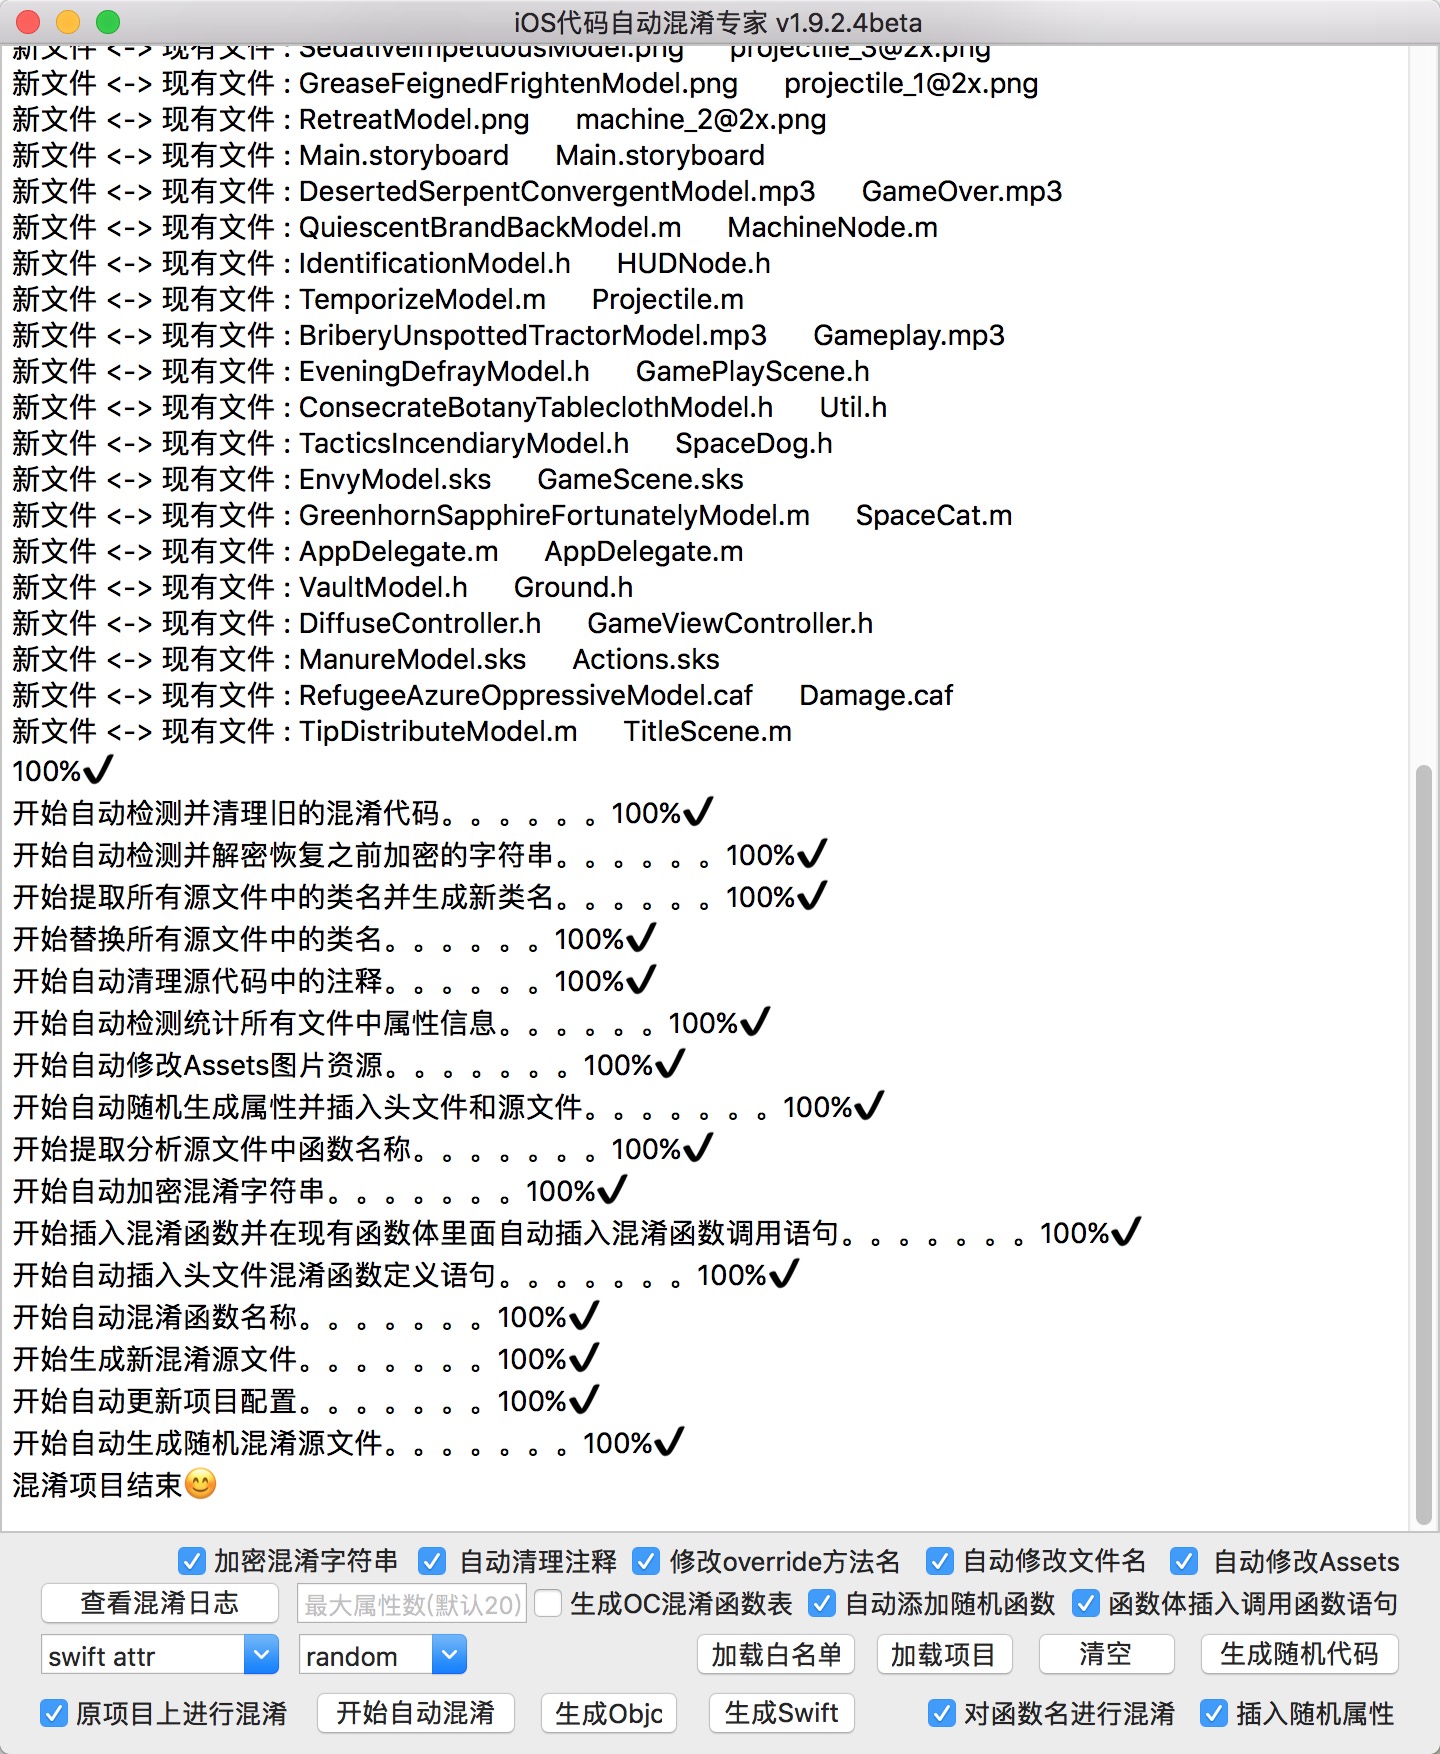 iOS代码自动混淆专家 v1.9.2.4beta
新文件 <-> 现有文件 : SedativeImpetuousModel.png projectile_3@2x.png
新文件 <-> 现有文件 : GreaseFeignedFrightenModel.png projectile_1@2x.png
新文件 <-> 现有文件 : RetreatModel.png machine_2@2x.png
新文件 <-> 现有文件 : Main.storyboard Main.storyboard
新文件 <-> 现有文件 : DesertedSerpentConvergentModel.mp3 GameOver.mp3
新文件 <-> 现有文件 : QuiescentBrandBackModel.m MachineNode.m
新文件 <-> 现有文件 : IdentificationModel.h HUDNode.h
新文件 <-> 现有文件 : TemporizeModel.m Projectile.m
新文件 <-> 现有文件 : BriberyUnspottedTractorModel.mp3 Gameplay.mp3
新文件 <-> 现有文件 : EveningDefrayModel.h GamePlayScene.h
新文件 <-> 现有文件 : ConsecrateBotanyTableclothModel.h Util.h
新文件 <-> 现有文件 : TacticsIncendiaryModel.h SpaceDog.h
新文件 <-> 现有文件 : EnvyModel.sks GameScene.sks
新文件 <-> 现有文件 : GreenhornSapphireFortunatelyModel.m SpaceCat.m
新文件 <-> 现有文件 : AppDelegate.m AppDelegate.m
新文件 <-> 现有文件 : VaultModel.h Ground.h
新文件 <-> 现有文件 : DiffuseController.h GameViewController.h
新文件 <-> 现有文件 : ManureModel.sks Actions.sks
新文件 <-> 现有文件 : RefugeeAzureOppressiveModel.caf Damage.caf
新文件 <-> 现有文件 : TipDistributeModel.m TitleScene.m
100%✔
开始自动检测并清理旧的混淆代码。。。。。。100%✔
开始自动检测并解密恢复之前加密的字符串。。。。。。100%✔
开始提取所有源文件中的类名并生成新类名。。。。。。100%✔
开始替换所有源文件中的类名。。。。。。100%✔
开始自动清理源代码中的注释。。。。。。100%✔
开始自动检测统计所有文件中属性信息。。。。。。100%✔
开始自动修改Assets图片资源。。。。。。。100%✔
开始自动随机生成属性并插入头文件和源文件。。。。。。。100%✔
开始提取分析源文件中函数名称。。。。。。。100%✔
开始自动加密混淆字符串。。。。。。。100%✔
开始插入混淆函数并在现有函数体里面自动插入混淆函数调用语句。。。。。。。100%✔
开始自动插入头文件混淆函数定义语句。。。。。。。100%✔
开始自动混淆函数名称。。。。。。。100%✔
开始生成新混淆源文件。。。。。。。100%✔
开始自动更新项目配置。。。。。。。100%✔
开始自动生成随机混淆源文件。。。。。。。100%✔
混淆项目结束😊
加密混淆字符串 自动清理注释 修改override方法名 自动修改文件名 自动修改Assets
查看混淆日志 最大属性数(默认20) 生成OC混淆函数表 自动添加随机函数 函数体插入调用函数语句
swift attr random 加载白名单 加载项目 清空 生成随机代码
原项目上进行混淆 开始自动混淆 生成Objc 生成Swift 对函数名进行混淆 插入随机属性